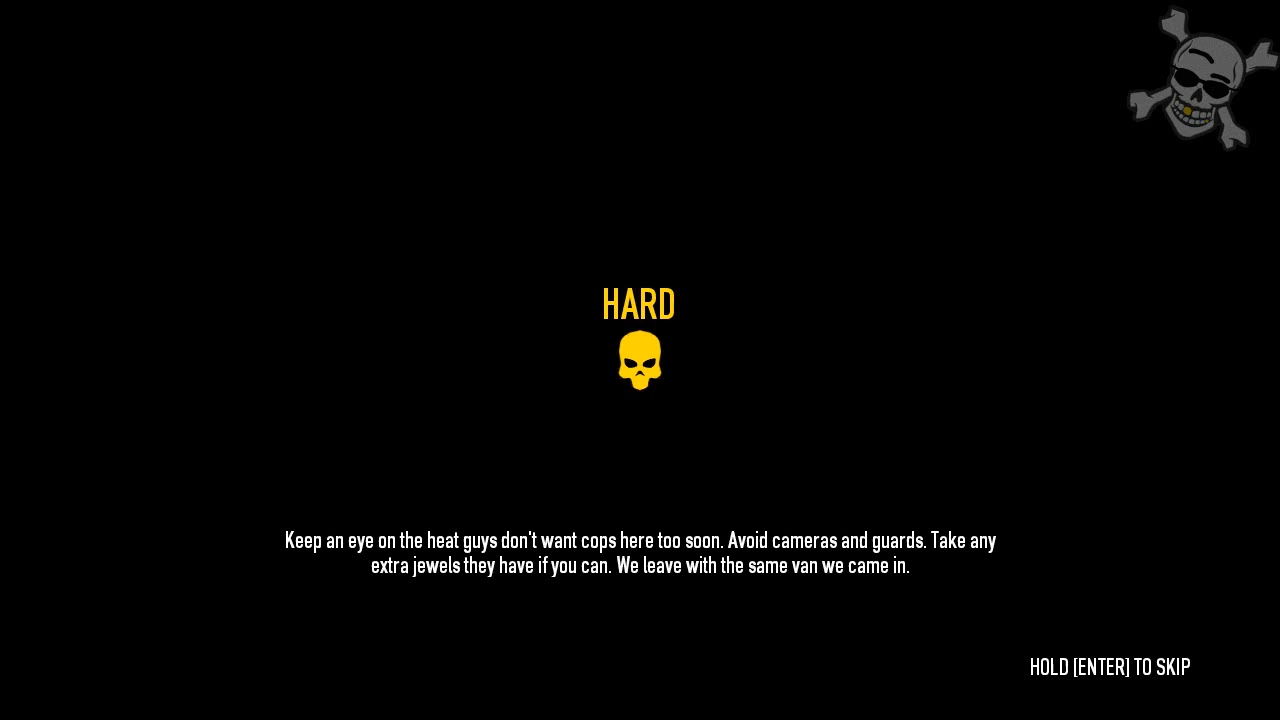 HARD
Keep an eye on the heat guys don't want cops here too soon. Avoid cameras and guards. Take any
extra jewels they have if you can. We leave with the same van we came in.
HOLD [ENTER] TO SKIP